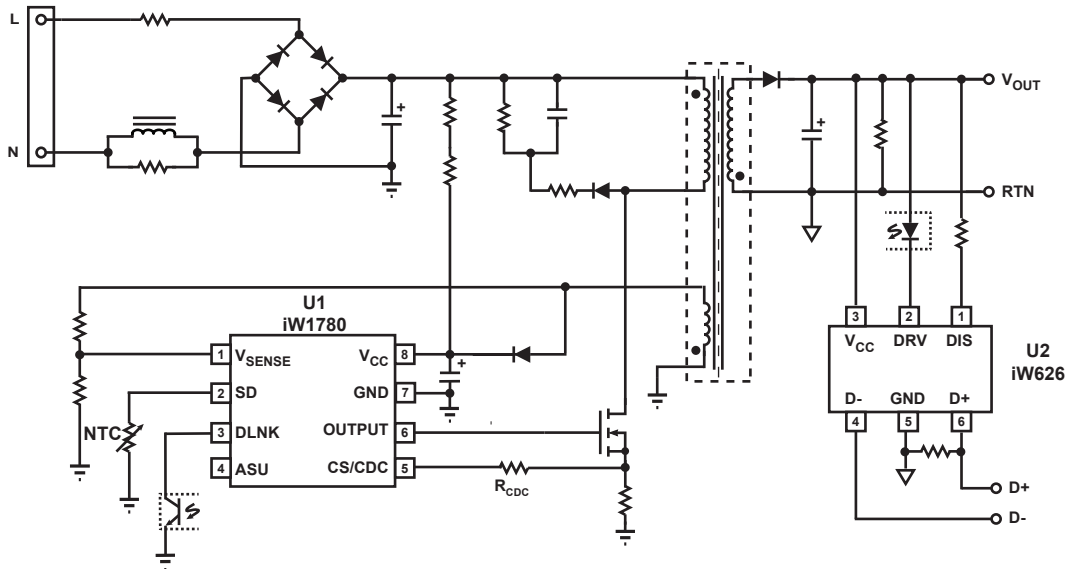 L
N
+
+
V_OUT
RTN
U1
iW1780
1
V_SENSE
V_CC
8
+
2
SD
GND
7
NTC
3
DLNK
OUTPUT
6
4
ASU
CS/CDC
5
R_CDC
3
2
1
V_CC
DRV
DIS
U2
iW626
D-
GND
D+
4
5
6
D+
D-